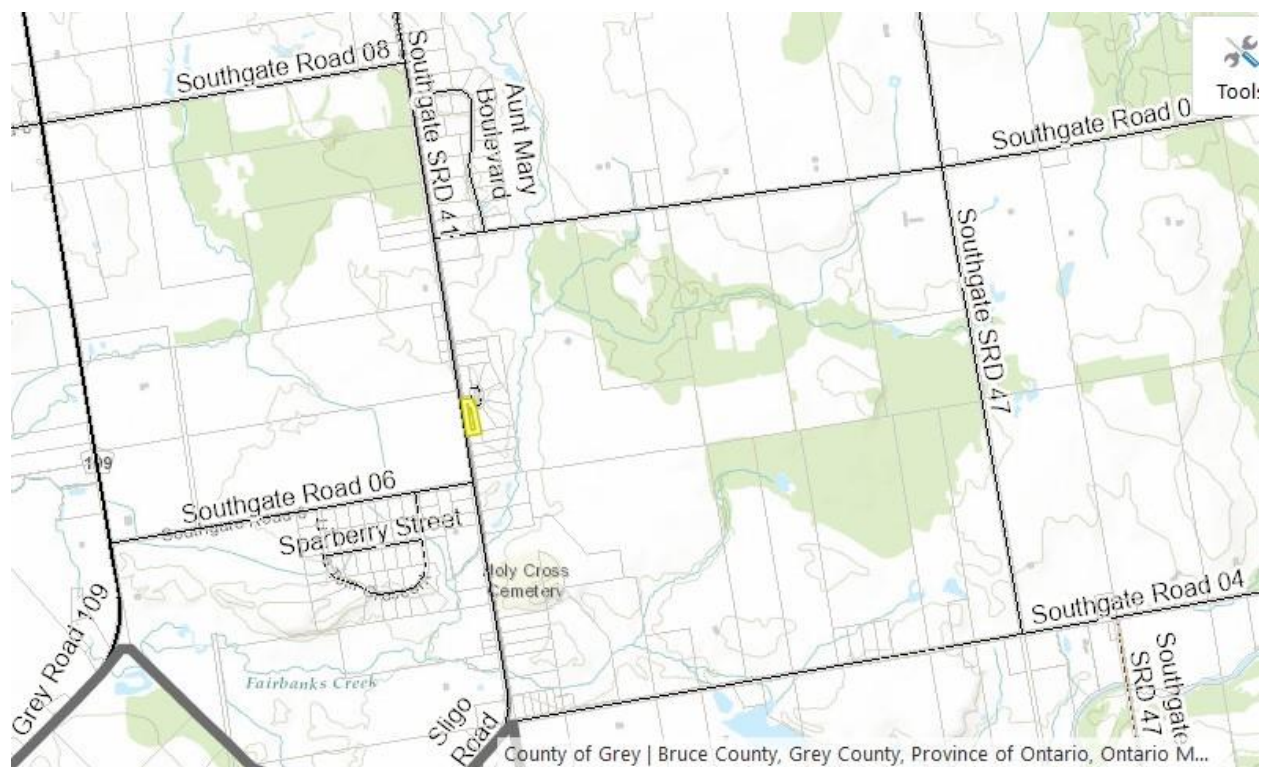 Southgate Road 08
Southgate SRD 41
Aunt Mary
Boulevard
Tools
Southgate Road 0
Southgate SRD 47
109
Southgate Road 06
Sparberry Street
Holy Cross
Cemetery
Southgate Road 04
Grey Road 109
Fairbanks Creek
Sligo
Road
Southgate
SRD 47
County of Grey | Bruce County, Grey County, Province of Ontario, Ontario M...